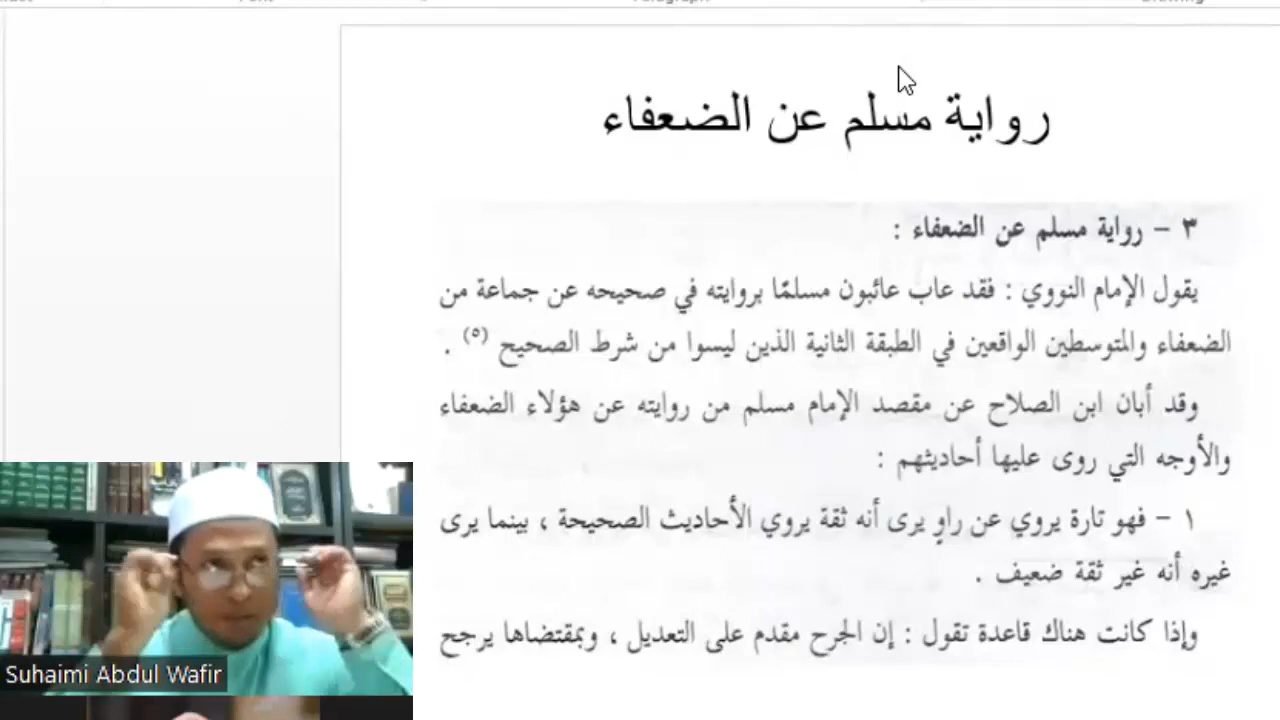 رواية مسلم عن الضعفاء
٣ – رواية مسلم عن الضعفاء :
يقول الإمام النووي : فقد عاب عائبون مسلمًا بروايته في صحيحه عن جماعة من
الضعفاء والمتوسطين الواقعين في الطبقة الثانية الذين ليسوا من شرط الصحيح (٥) .
وقد أبان ابن الصلاح عن مقصد الإمام مسلم من روايته عن هؤلاء الضعفاء
والأوجه التي روى عليها أحاديثهم :
١ – فهو تارة يروي عن راوٍ يرى أنه ثقة يروي الأحاديث الصحيحة ، بينما يرى
غيره أنه غير ثقة ضعيف .
وإذا كانت هناك قاعدة تقول : إن الجرح مقدم على التعديل ، وبمقتضاها يرجح
Suhaimi Abdul Wafir